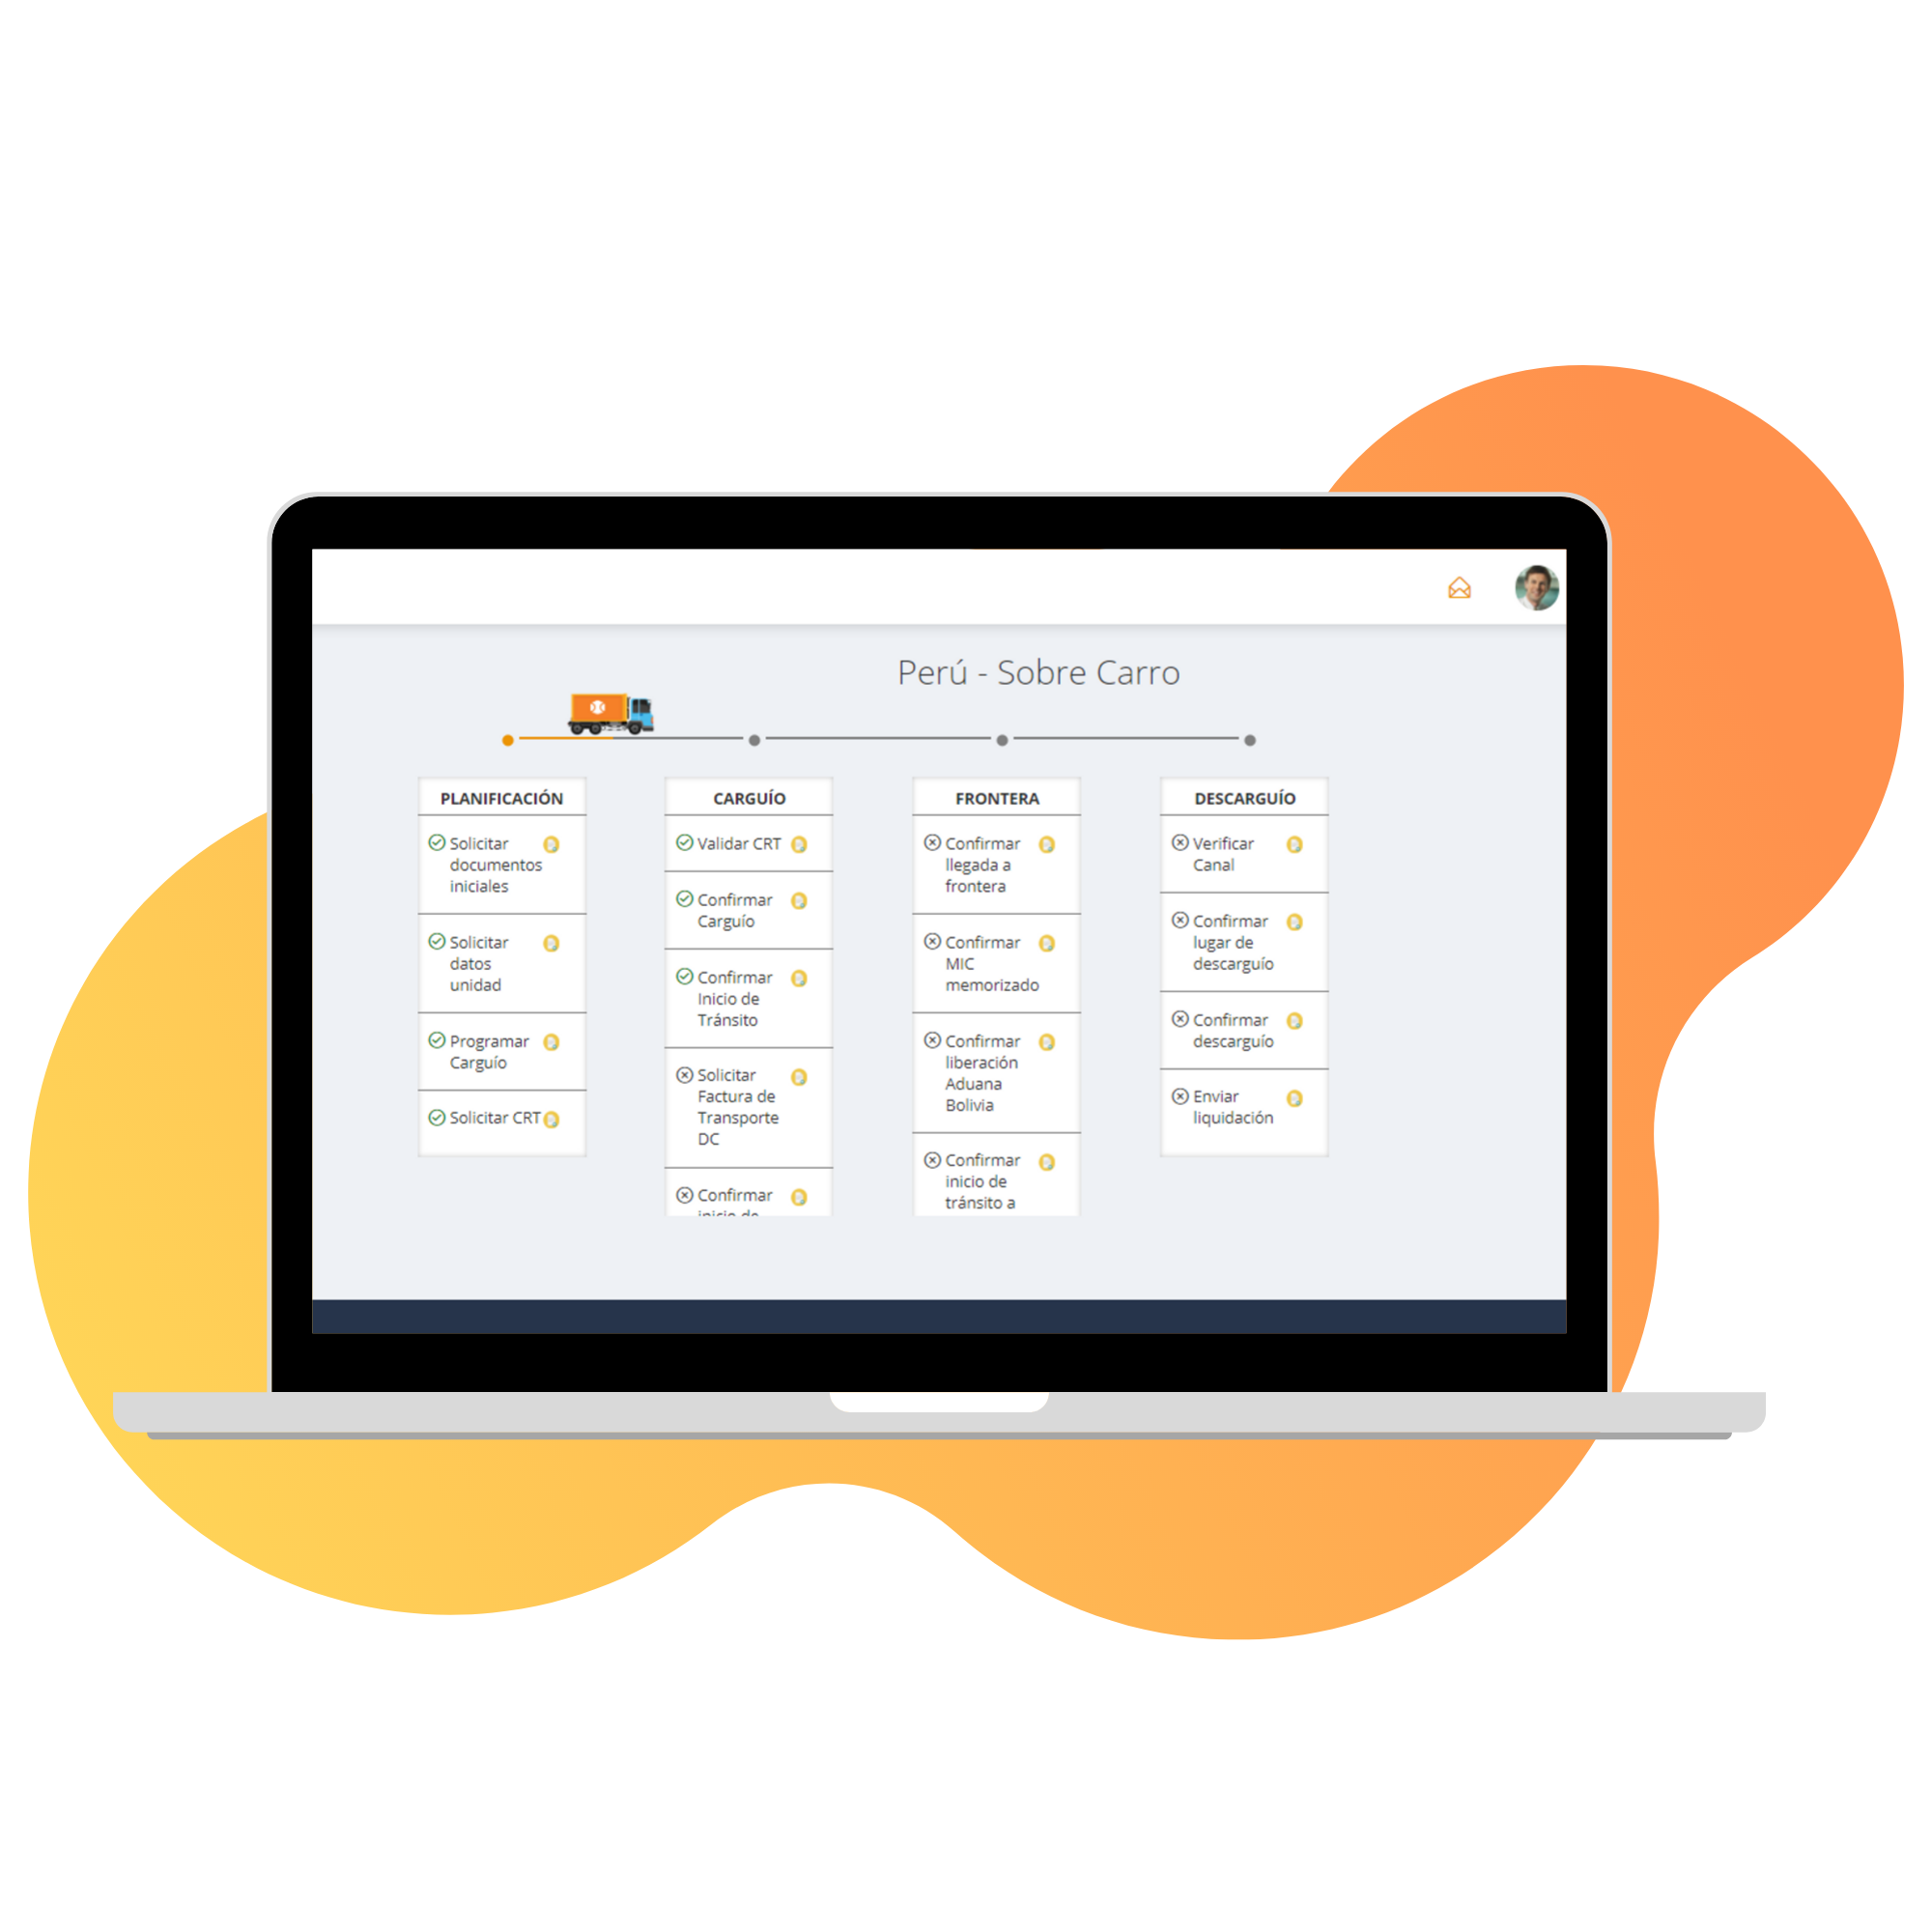 Perú - Sobre Carro
PLANIFICACIÓN
Solicitar
documentos
iniciales
Solicitar
datos
unidad
Programar
Carguío
Solicitar CRT
CARGUÍO
Validar CRT
Confirmar
Carguío
Confirmar
Inicio de
Tránsito
Solicitar
Factura de
Transporte
DC
Confirmar
inicio de
FRONTERA
Confirmar
llegada a
frontera
Confirmar
MIC
memorizado
Confirmar
liberación
Aduana
Bolivia
Confirmar
inicio de
tránsito a
DESCARGUÍO
Verificar
Canal
Confirmar
lugar de
descarguío
Confirmar
descarguío
Enviar
liquidación